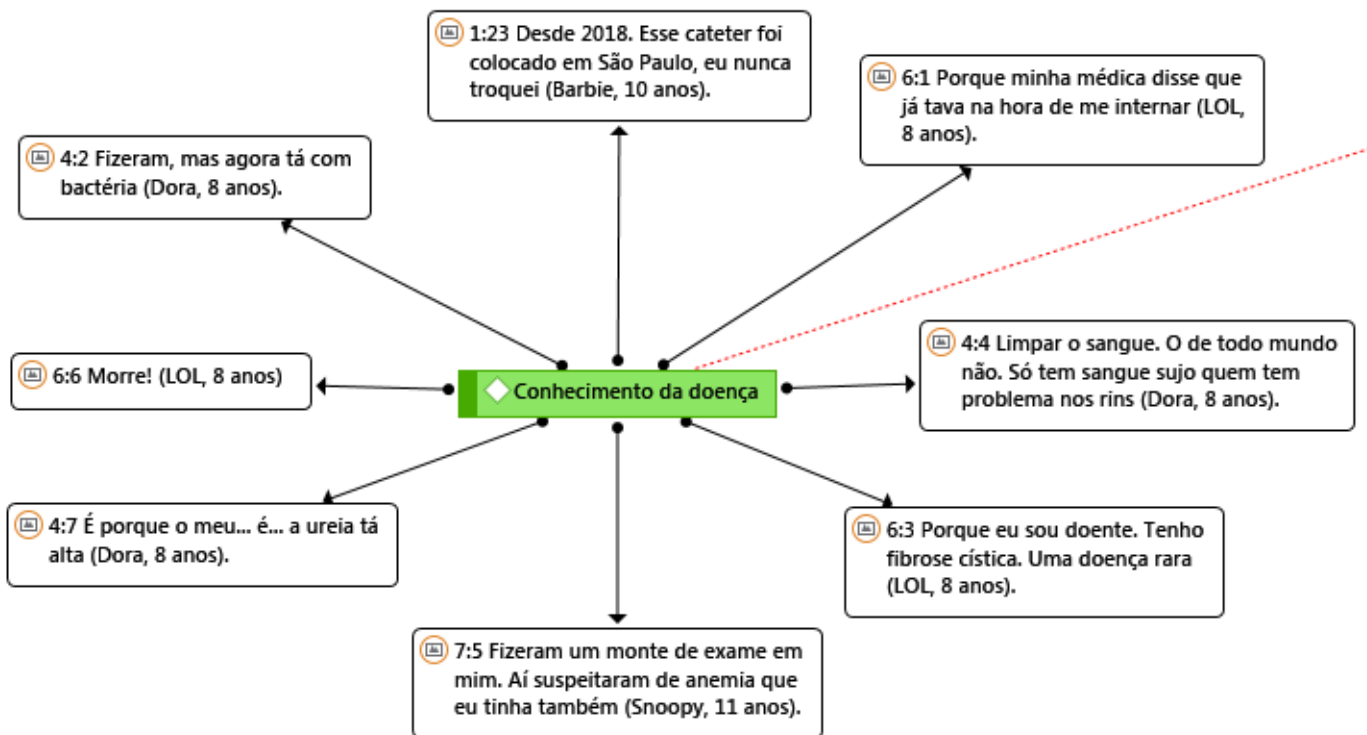 1:23 Desde 2018. Esse cateter foi
colocado em São Paulo, eu nunca
troquei (Barbie, 10 anos).
6:1 Porque minha médica disse que
já tava na hora de me internar (LOL,
8 anos).
4:2 Fizeram, mas agora tá com
bactéria (Dora, 8 anos).
4:4 Limpar o sangue. O de todo mundo
não. Só tem sangue sujo quem tem
problema nos rins (Dora, 8 anos).
6:6 Morre! (LOL, 8 anos)
Conhecimento da doença
4:7 É porque o meu... é... a ureia tá
alta (Dora, 8 anos).
6:3 Porque eu sou doente. Tenho
fibrose cística. Uma doença rara
(LOL, 8 anos).
7:5 Fizeram um monte de exame em
mim. Aí suspeitaram de anemia que
eu tinha também (Snoopy, 11 anos).